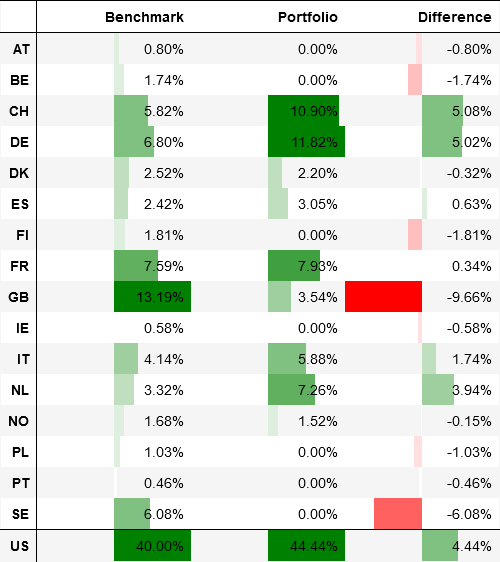 Benchmark Portfolio Difference
AT 0.80% 0.00% -0.80%
BE 1.74% 0.00% -1.74%
CH 5.82% 10.90% 5.08%
DE 6.80% 11.82% 5.02%
DK 2.52% 2.20% -0.32%
ES 2.42% 3.05% 0.63%
FI 1.81% 0.00% -1.81%
FR 7.59% 7.93% 0.34%
GB 13.19% 3.54% -9.66%
IE 0.58% 0.00% -0.58%
IT 4.14% 5.88% 1.74%
NL 3.32% 7.26% 3.94%
NO 1.68% 1.52% -0.15%
PL 1.03% 0.00% -1.03%
PT 0.46% 0.00% -0.46%
SE 6.08% 0.00% -6.08%
US 40.00% 44.44% 4.44%